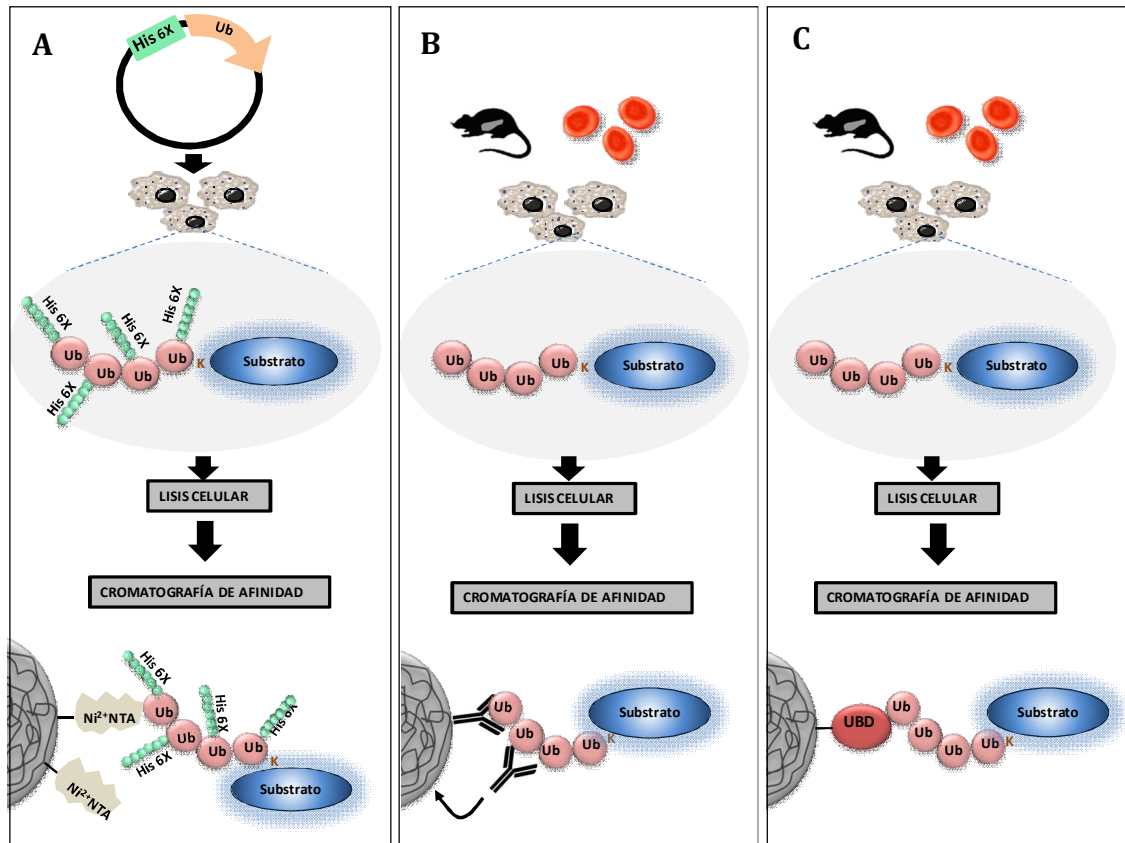 A
His 6X
Ub
His 6X
His 6X
His 6X
Ub
Ub
Ub
Ub
K
Substrato
His 6X
LISIS CELULAR
CROMATOGRAFÍA DE AFINIDAD
His 6X
Ni2+NTA
Ub
His 6X
His 6X
Ub
Ub
Ub
His 6X
K
Substrato
Ni2+NTA
B
Ub
Ub
Ub
Ub
K
Substrato
LISIS CELULAR
CROMATOGRAFÍA DE AFINIDAD
Ub
Ub
Ub
Ub
K
Substrato
C
Ub
Ub
Ub
Ub
K
Substrato
LISIS CELULAR
CROMATOGRAFÍA DE AFINIDAD
UBD
Ub
Ub
Ub
Ub
K
Substrato